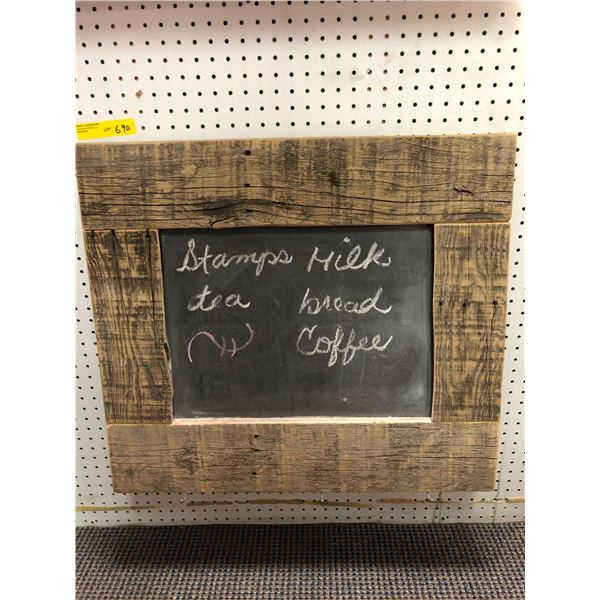 LOT 690
Stamps Milk
tea bread
Coffee